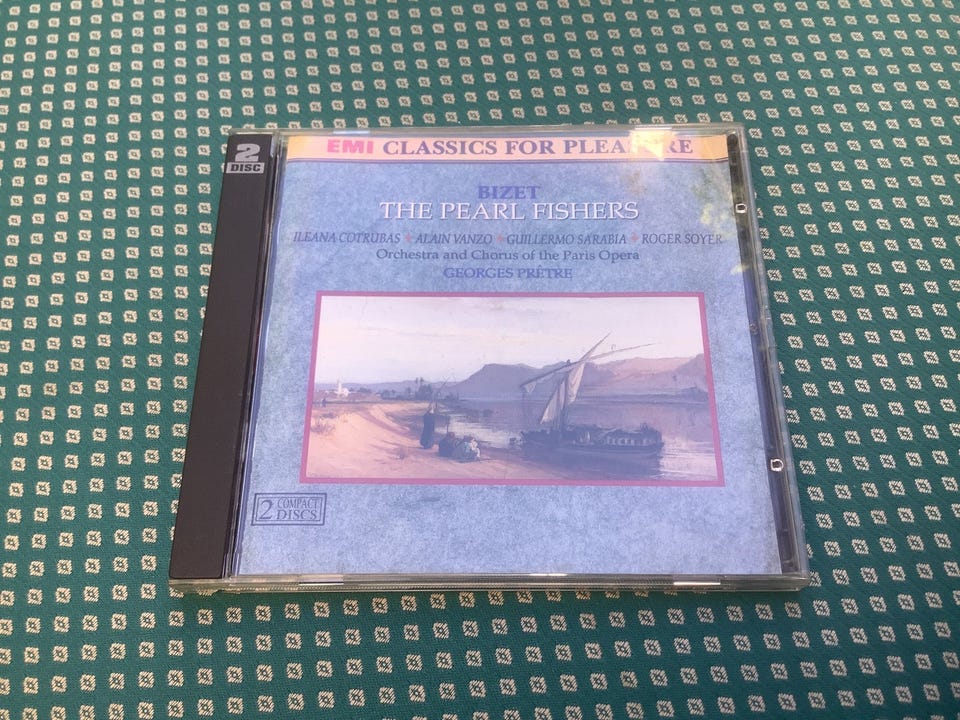 2
DISC
EMI CLASSICS FOR PLEASURE
BIZET
THE PEARL FISHERS
ILEANA COTRUBAS + ALAIN VANZO + GUILLERMO SARABIA + ROGER SOYER
Orchestra and Chorus of the Paris Opera
GEORGES PRÊTRE
2 COMPACT
DISCS